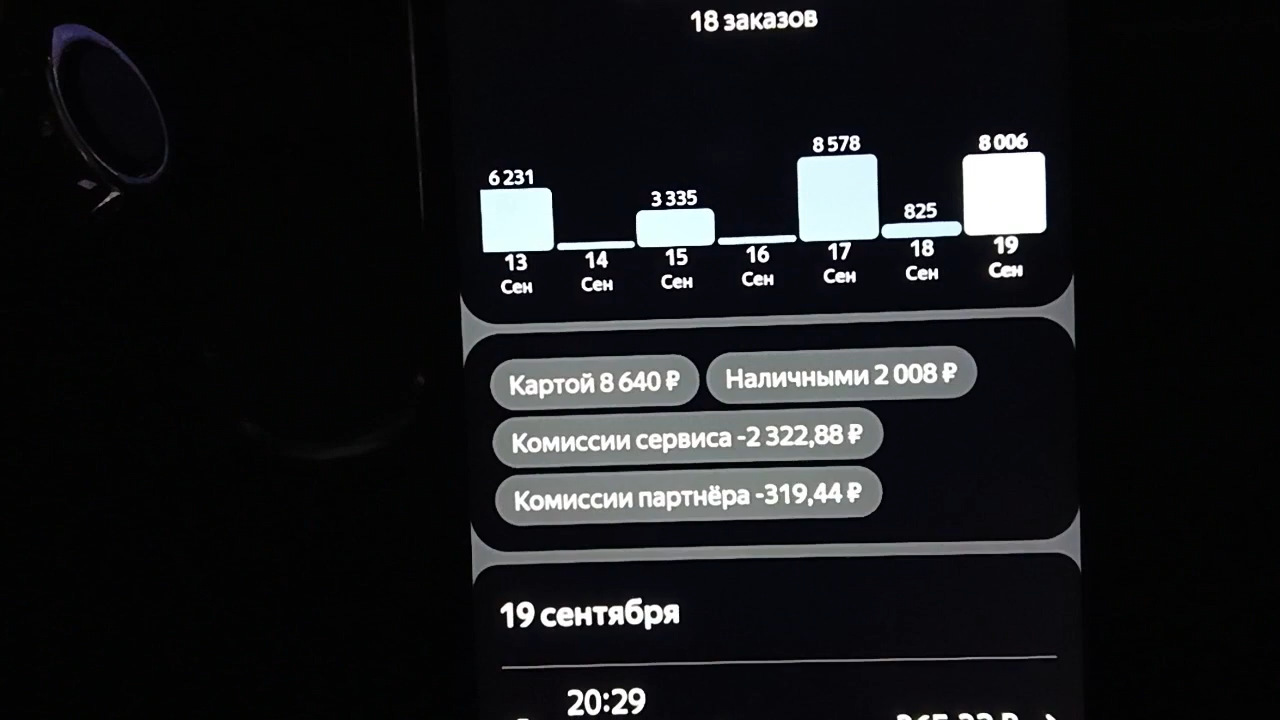 18 заказов
8 578
8 006
6 231
3 335
825
13 Сен
14 Сен
15 Сен
16 Сен
17 Сен
18 Сен
19 Сен
Картой 8 640 ₽
Наличными 2 008 ₽
Комиссии сервиса -2 322,88 ₽
Комиссии партнёра -319,44 ₽
19 сентября
20:29